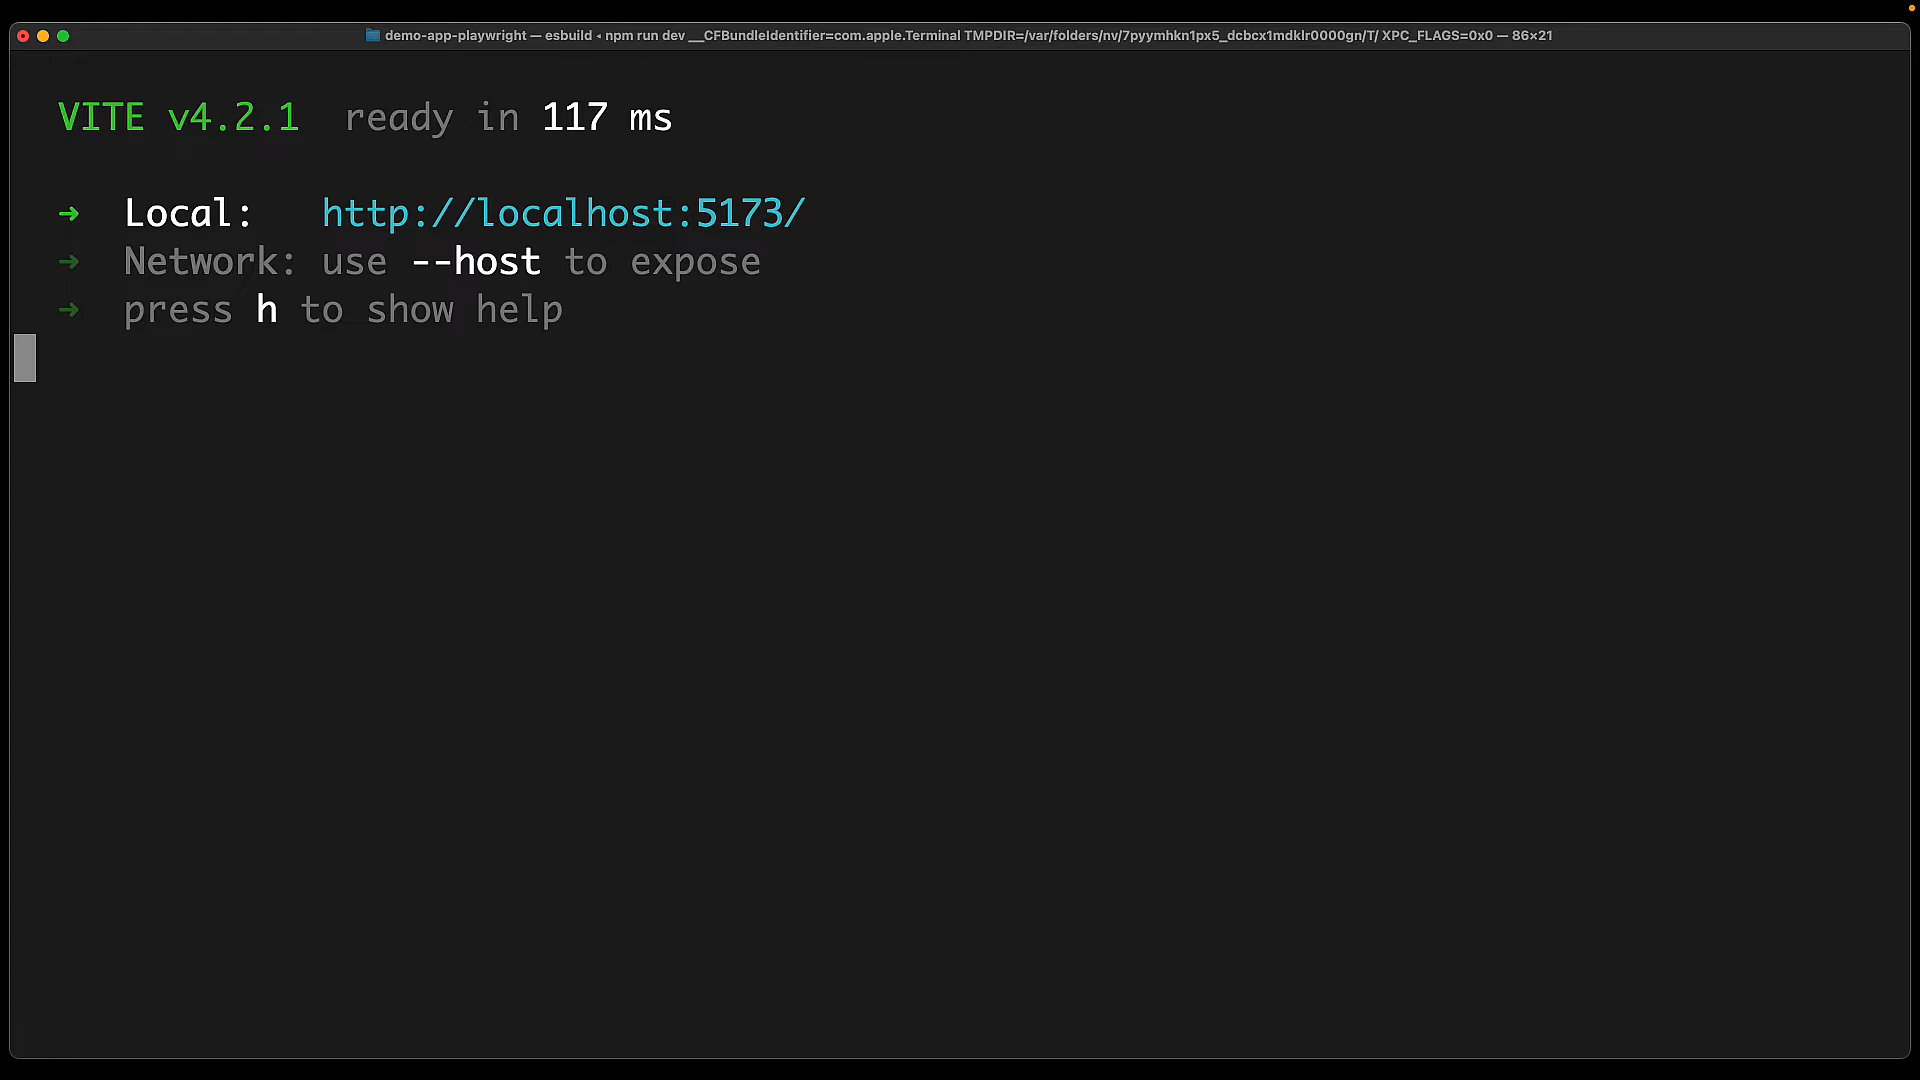 demo-app-playwright — esbuild ◂ npm run dev __CFBundleIdentifier=com.apple.Terminal TMPDIR=/var/folders/nv/7pyymhkn1px5_dcbcx1mdklr0000gn/T/ XPC_FLAGS=0x0 — 86×21
VITE v4.2.1  ready in 117 ms
➜  Local:   http://localhost:5173/
➜  Network: use --host to expose
➜  press h to show help